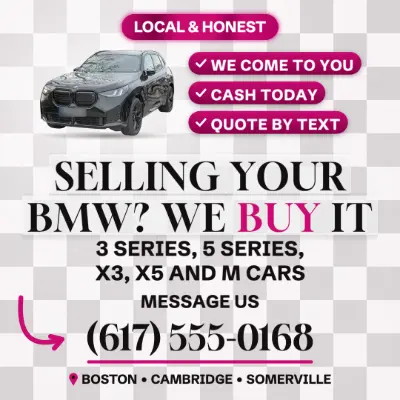 LOCAL & HONEST
WE COME TO YOU
CASH TODAY
QUOTE BY TEXT
SELLING YOUR
BMW? WE BUY IT
3 SERIES, 5 SERIES,
X3, X5 AND M CARS
MESSAGE US
(617) 555-0168
BOSTON • CAMBRIDGE • SOMERVILLE